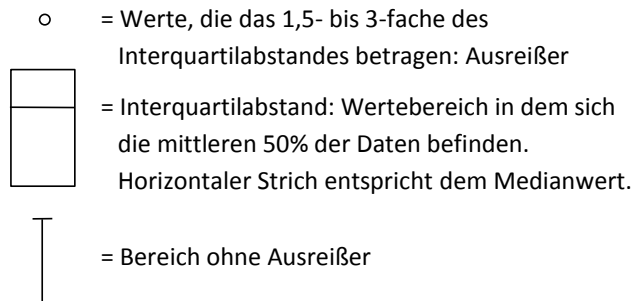 = Werte, die das 1,5- bis 3-fache des
Interquartilabstandes betragen: Ausreißer
= Interquartilabstand: Wertebereich in dem sich
die mittleren 50% der Daten befinden.
Horizontaler Strich entspricht dem Medianwert.
= Bereich ohne Ausreißer